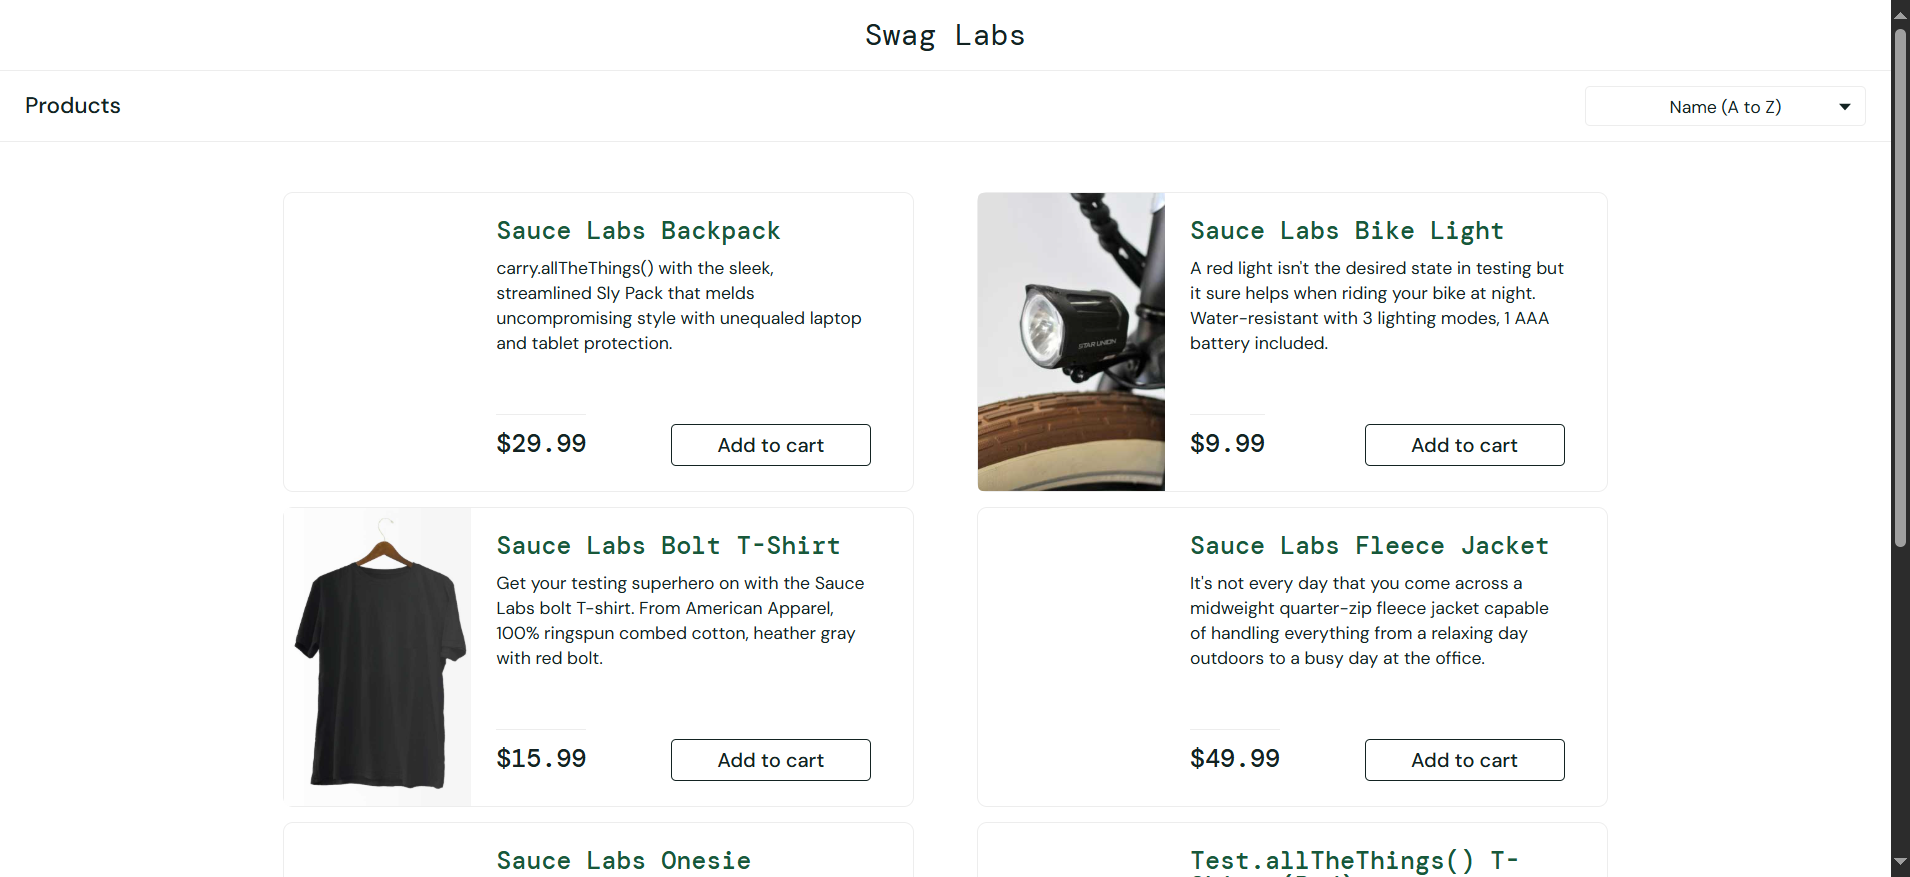 Swag Labs
Products
Name (A to Z)
Sauce Labs Backpack
carry.allTheThings() with the sleek,
streamlined Sly Pack that melds
uncompromising style with unequaled laptop
and tablet protection.
$29.99
Add to cart
STAR UNION
Sauce Labs Bike Light
A red light isn't the desired state in testing but
it sure helps when riding your bike at night.
Water-resistant with 3 lighting modes, 1 AAA
battery included.
$9.99
Add to cart
Sauce Labs Bolt T-Shirt
Get your testing superhero on with the Sauce
Labs bolt T-shirt. From American Apparel,
100% ringspun combed cotton, heather gray
with red bolt.
$15.99
Add to cart
Sauce Labs Fleece Jacket
It's not every day that you come across a
midweight quarter-zip fleece jacket capable
of handling everything from a relaxing day
outdoors to a busy day at the office.
$49.99
Add to cart
Sauce Labs Onesie
Test.allTheThings() T-